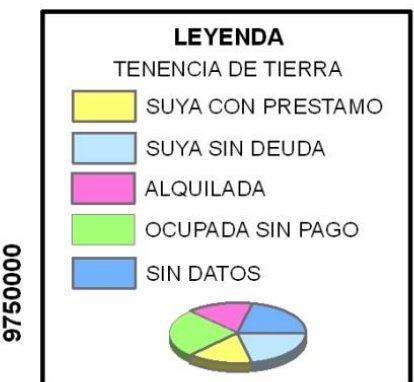 LEYENDA
TENENCIA DE TIERRA
SUYA CON PRESTAMO
SUYA SIN DEUDA
ALQUILADA
OCUPADA SIN PAGO
SIN DATOS
9750000